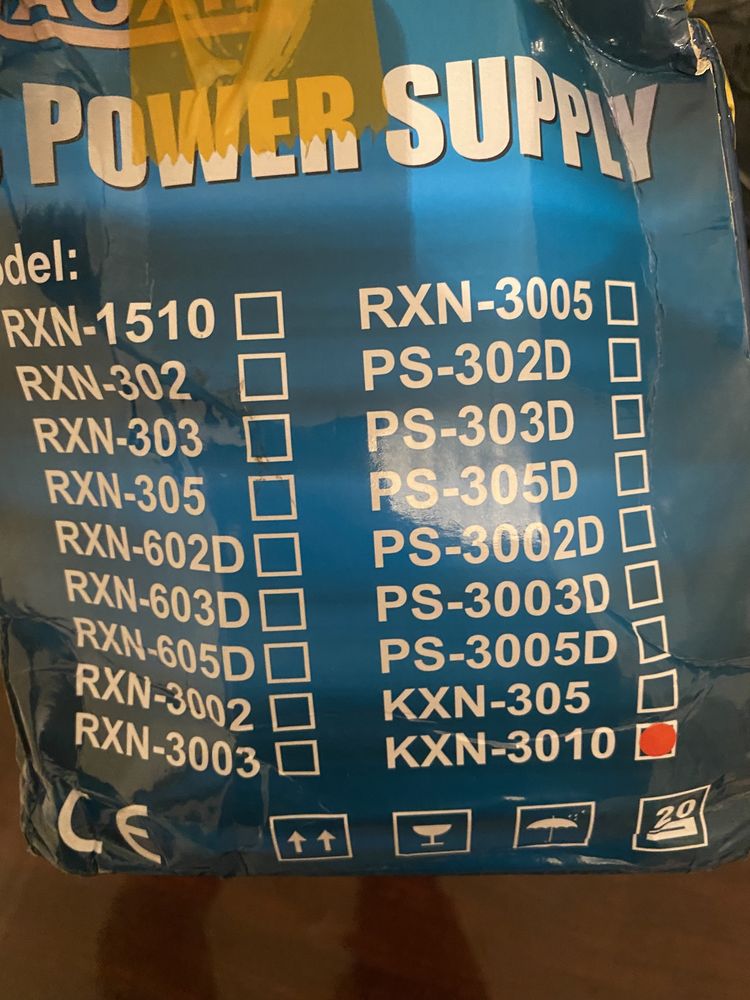 POWER SUPPLY
RXN-1510 RXN-3005
RXN-302 PS-302D
RXN-303 PS-303D
RXN-305 PS-305D
RXN-602D PS-3002D
RXN-603D PS-3003D
RXN-605D PS-3005D
RXN-3002 KXN-305
RXN-3003 KXN-3010
CE 20